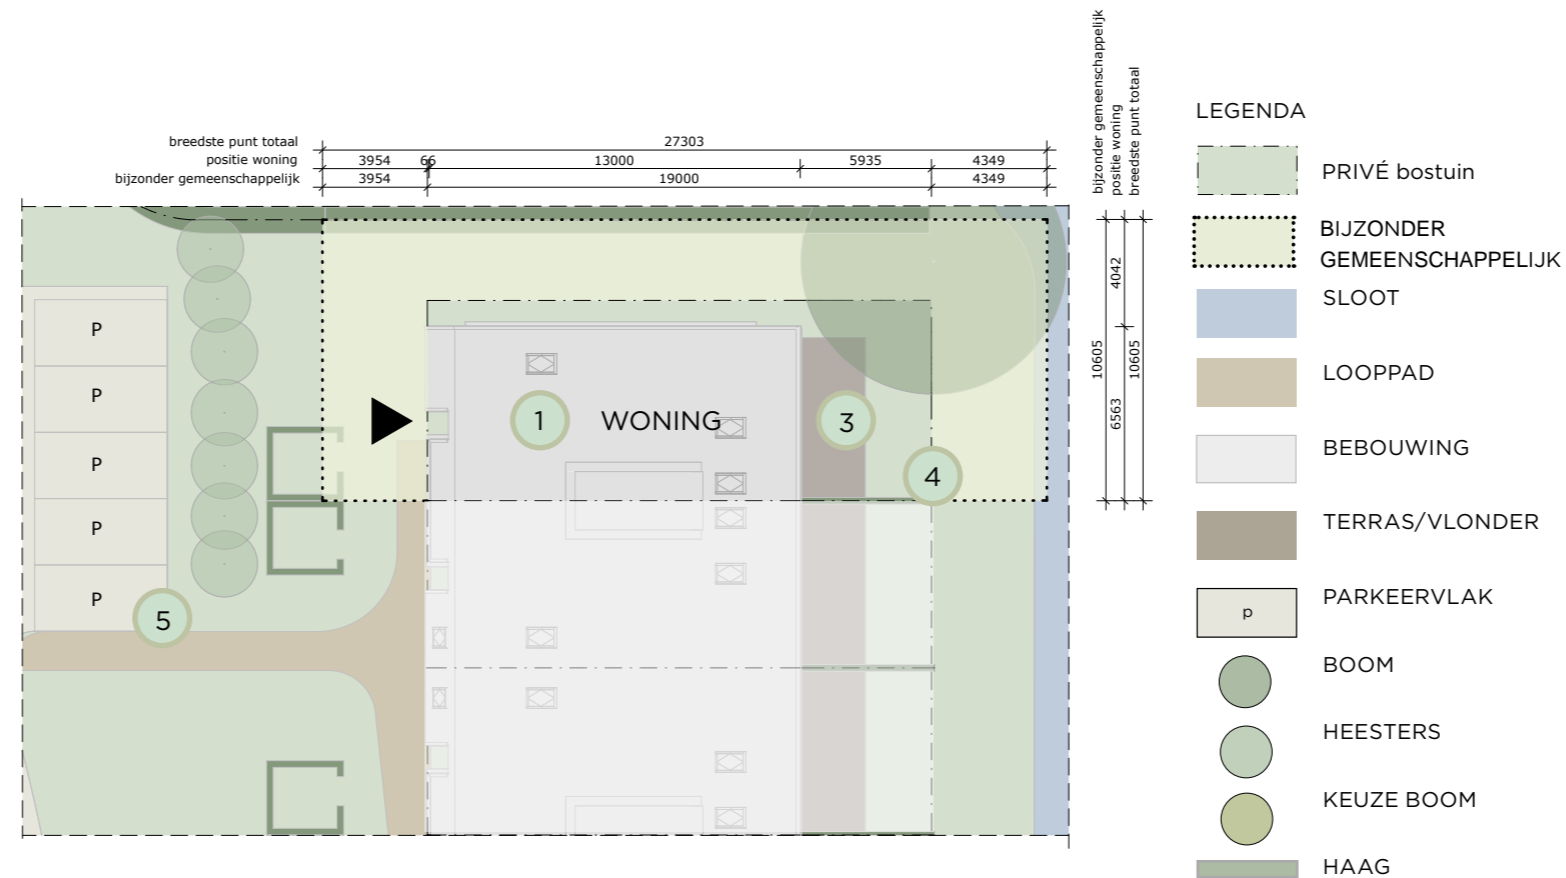 breedste punt totaal
27303
positie woning
3954 66 13000 5935 4349
bijzonder gemeenschappelijk
3954 19000 4349
bijzonder gemeenschappelijk
positie woning
breedste punt totaal
10605
4042
6563
10605
P
P
P
P
P
1
WONING
3
4
5
LEGENDA
PRIVÉ bostuin
BIJZONDER
GEMEENSCHAPPELIJK
SLOOT
LOOPPAD
BEBOUWING
TERRAS/VLONDER
p
PARKEERVLAK
BOOM
HEESTERS
KEUZE BOOM
HAAG